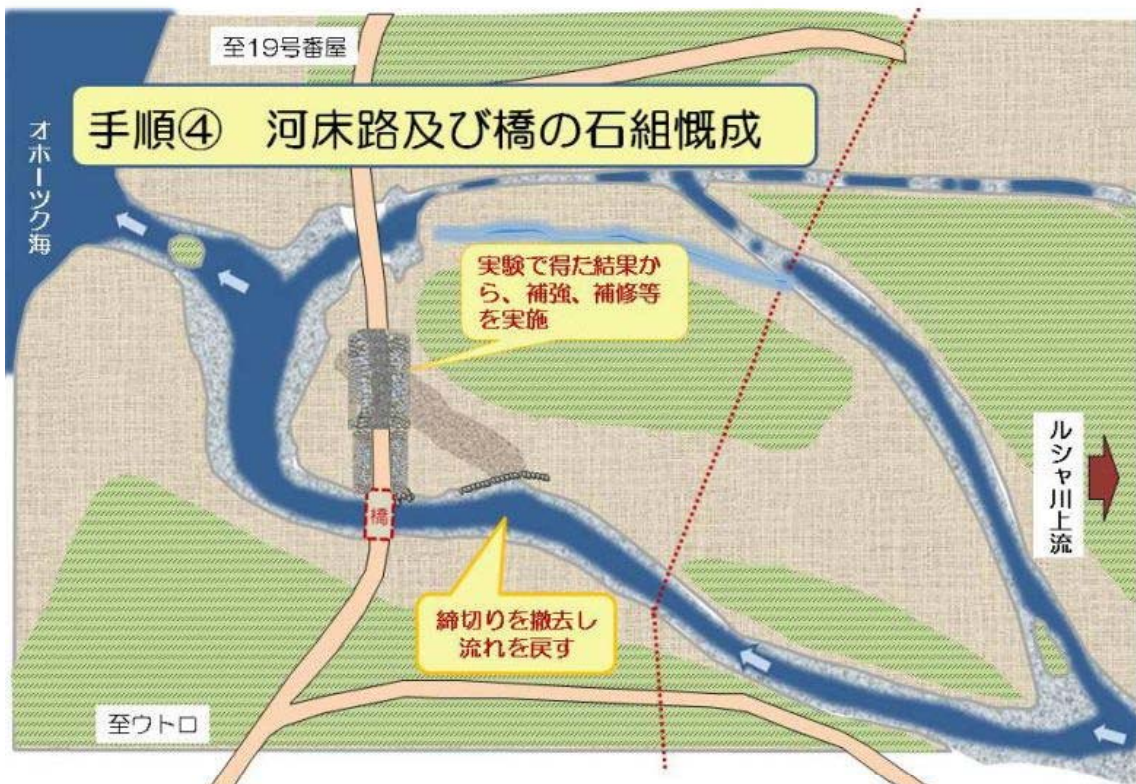 至19号番屋
手順④ 河床路及び橋の石組慨成
オホーツク海
実験で得た結果か
ら、補強、補修等
を実施
ルシャ川上流
橋
締切りを撤去し
流れを戻す
至ウトロ